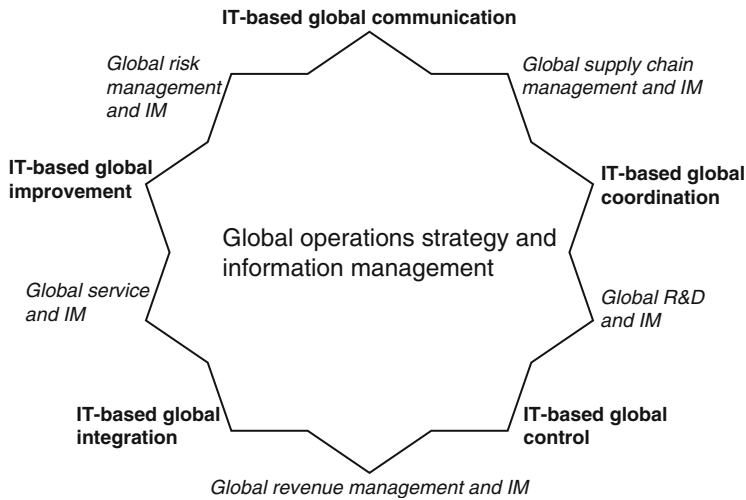 IT-based global communication
Global risk
management
and IM
Global supply chain
management and IM
IT-based global
improvement
IT-based global
coordination
Global operations strategy and
information management
Global service
and IM
Global R&D
and IM
IT-based global
integration
IT-based global
control
Global revenue management and IM